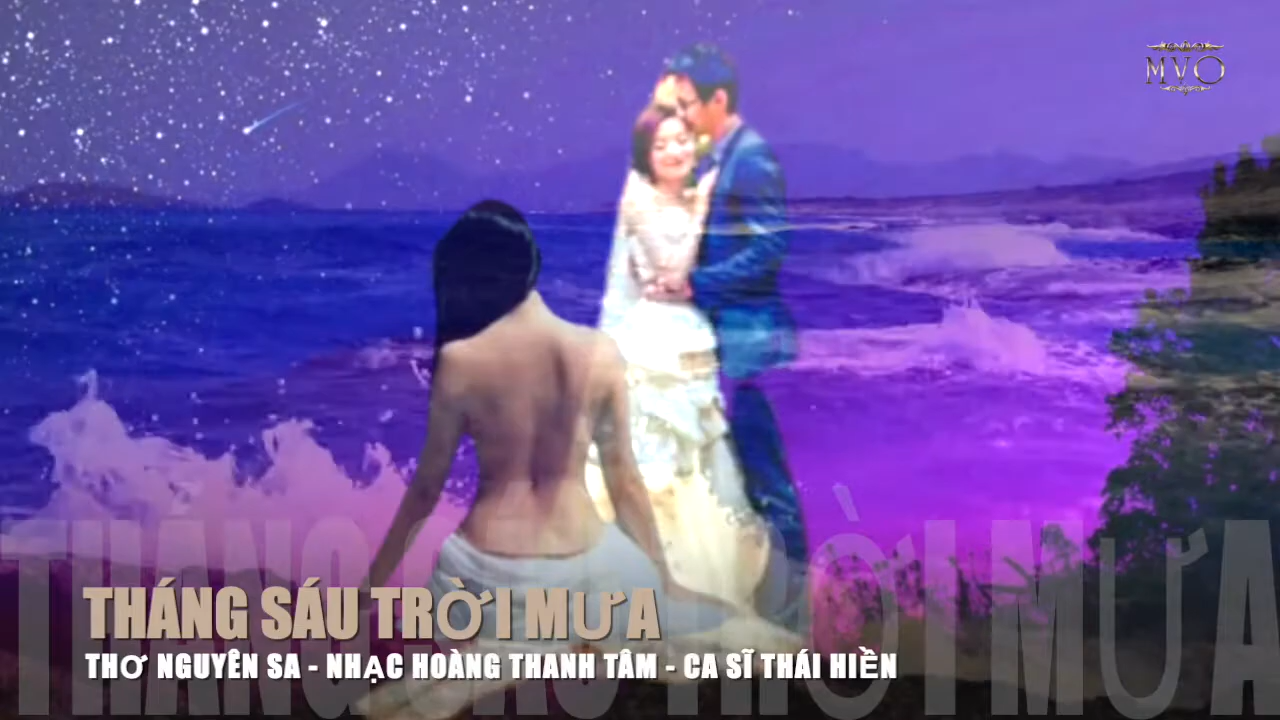 MVO
THÁNG SÁU TRỜI MƯA
THÁNG SÁU TRỜI MƯA
THƠ NGUYÊN SA - NHẠC HOÀNG THANH TÂM - CA SĨ THÁI HIỀN